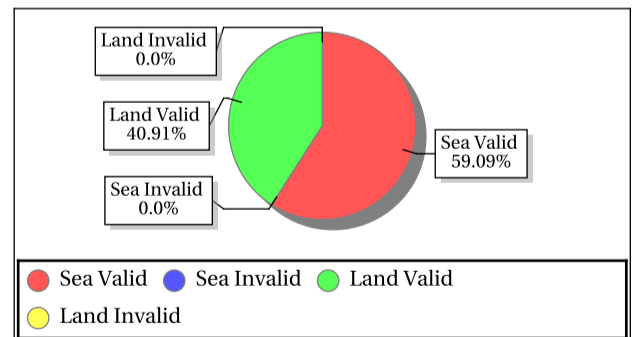 Land Invalid
0.0%
Land Valid
40.91%
Sea Valid
59.09%
Sea Invalid
0.0%
Sea Valid Sea Invalid Land Valid
Land Invalid